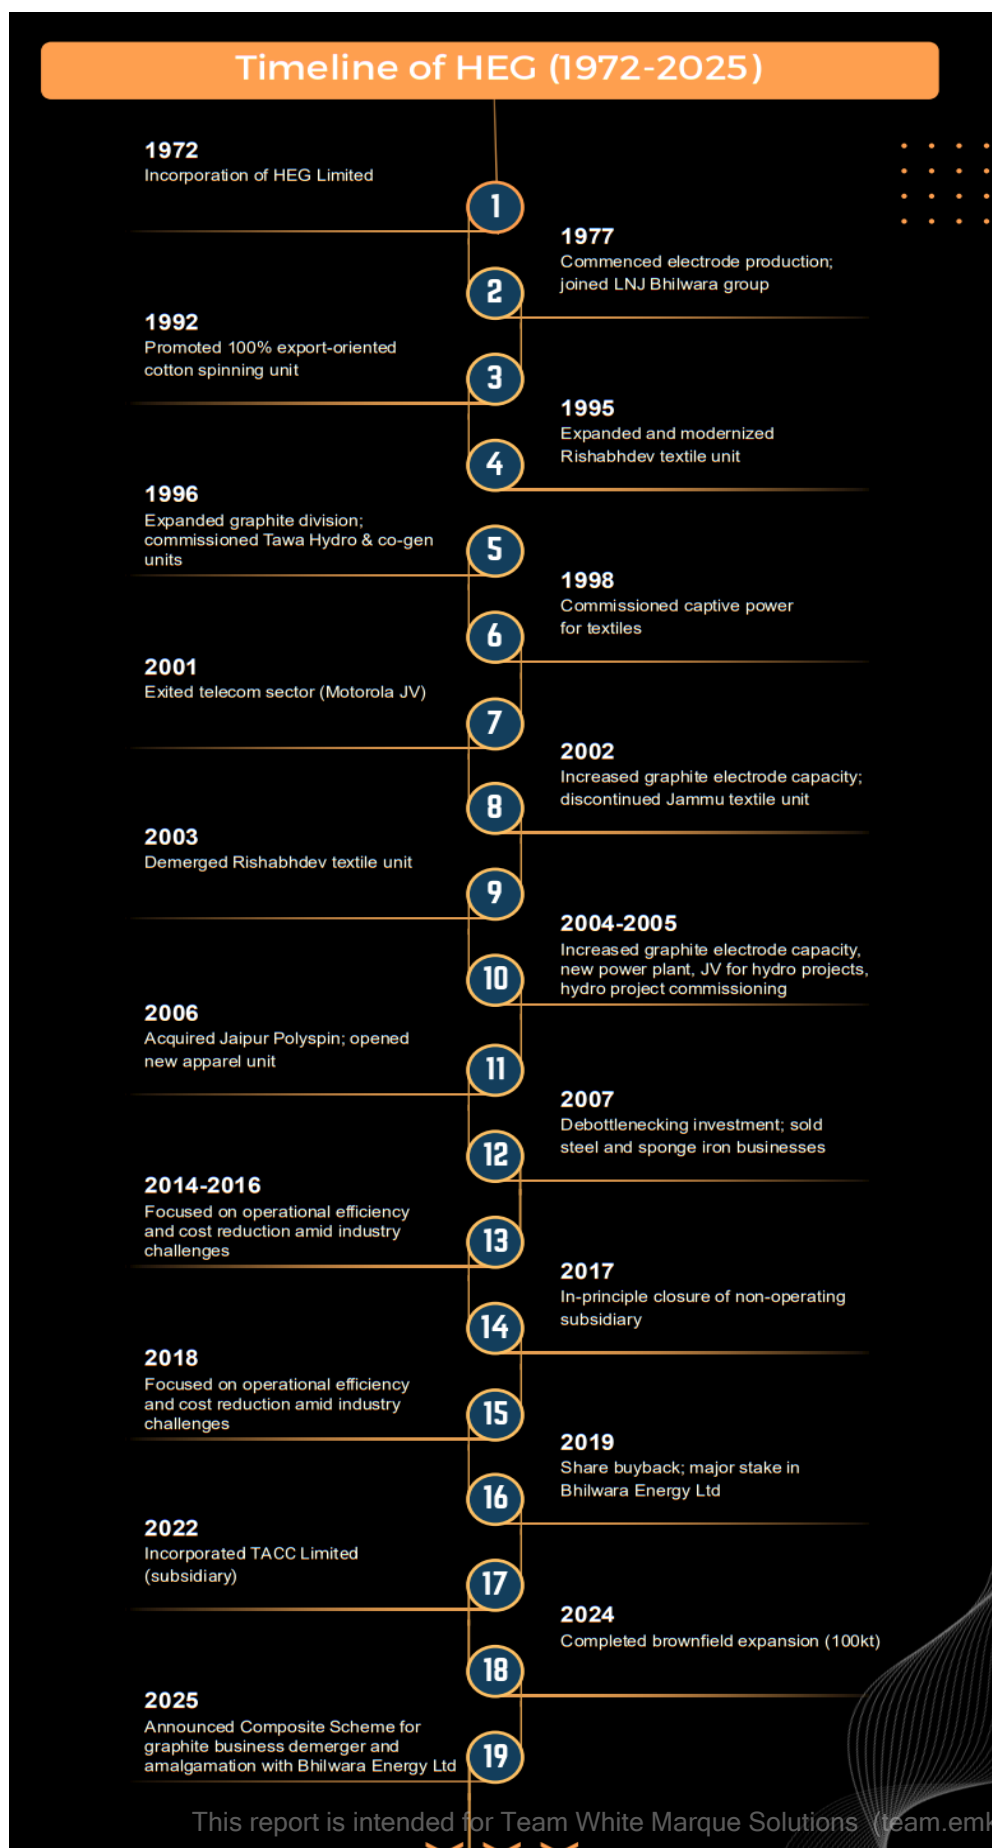 Timeline of HEG (1972-2025)
1972
Incorporation of HEG Limited
1
1977
Commenced electrode production;
joined LNJ Bhilwara group
2
1992
Promoted 100% export-oriented
cotton spinning unit
3
1995
Expanded and modernized
Rishabhdev textile unit
4
1996
Expanded graphite division;
commissioned Tawa Hydro & co-gen
units
5
1998
Commissioned captive power
for textiles
6
2001
Exited telecom sector (Motorola JV)
7
2002
Increased graphite electrode capacity;
discontinued Jammu textile unit
8
2003
Demerged Rishabhdev textile unit
9
2004-2005
Increased graphite electrode capacity,
new power plant, JV for hydro projects,
hydro project commissioning
10
2006
Acquired Jaipur Polyspin; opened
new apparel unit
11
2007
Debottlenecking investment; sold
steel and sponge iron businesses
12
2014-2016
Focused on operational efficiency
and cost reduction amid industry
challenges
13
2017
In-principle closure of non-operating
subsidiary
14
2018
Focused on operational efficiency
and cost reduction amid industry
challenges
15
2019
Share buyback; major stake in
Bhilwara Energy Ltd
16
2022
Incorporated TACC Limited
(subsidiary)
17
2024
Completed brownfield expansion (100kt)
18
2025
Announced Composite Scheme for
graphite business demerger and
amalgamation with Bhilwara Energy Ltd
19
This report is intended for Team White Marque Solutions (team.emk